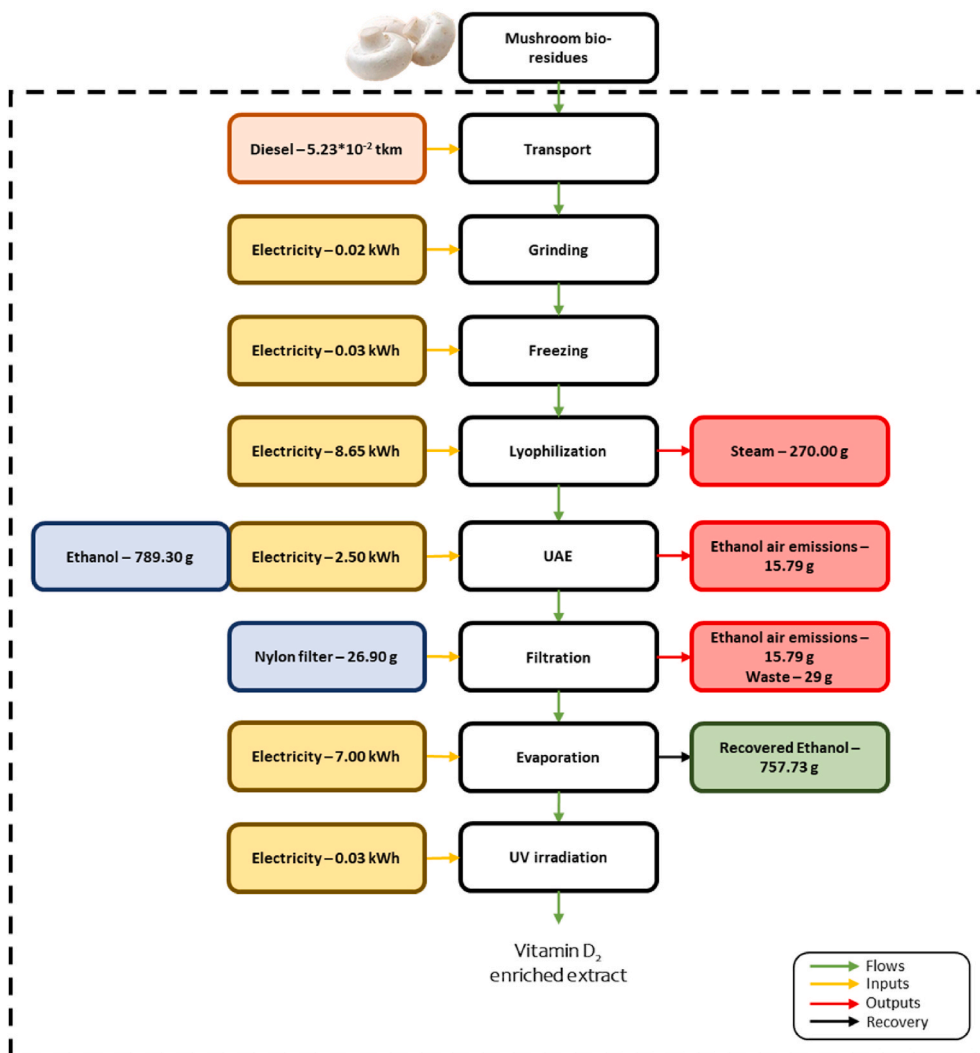 Mushroom bio-
residues
Diesel – 5.23*10⁻² tkm
Transport
Electricity – 0.02 kWh
Grinding
Electricity – 0.03 kWh
Freezing
Electricity – 8.65 kWh
Lyophilization
Steam – 270.00 g
Ethanol – 789.30 g
Electricity – 2.50 kWh
UAE
Ethanol air emissions –
15.79 g
Nylon filter – 26.90 g
Filtration
Ethanol air emissions –
15.79 g
Waste – 29 g
Electricity – 7.00 kWh
Evaporation
Recovered Ethanol –
757.73 g
Electricity – 0.03 kWh
UV irradiation
Vitamin D₂
enriched extract
Flows
Inputs
Outputs
Recovery